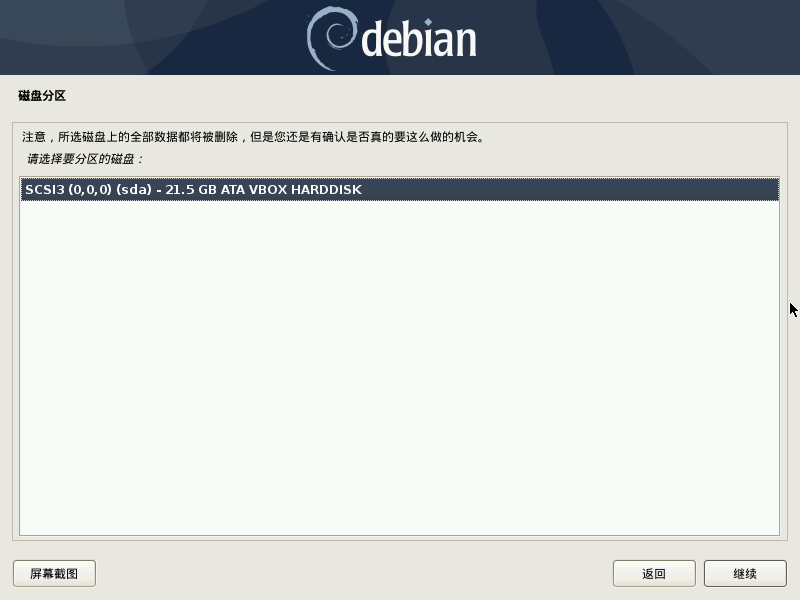 debian
磁盘分区
注意，所选磁盘上的全部数据都将被删除，但是您还是有确认是否真的要这么做的机会。
请选择要分区的磁盘：
SCSI3 (0,0,0) (sda) - 21.5 GB ATA VBOX HARDDISK
屏幕截图
返回
继续